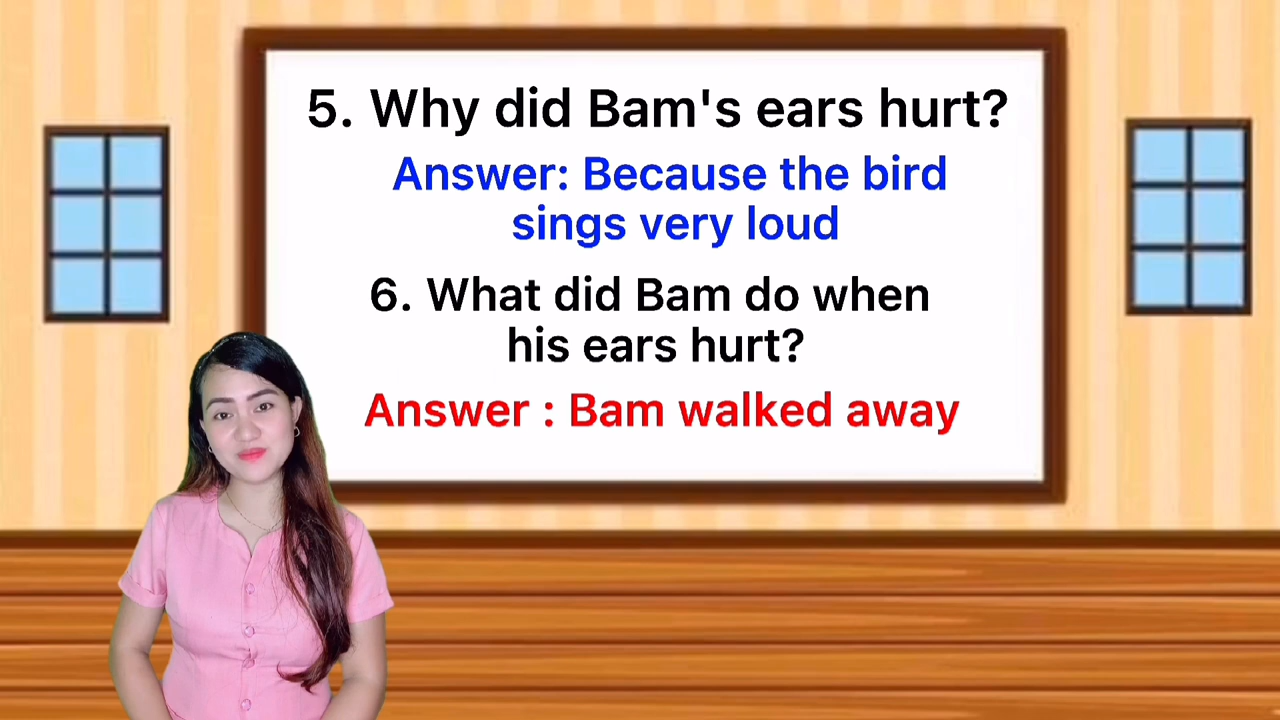 5. Why did Bam's ears hurt?
Answer: Because the bird
sings very loud
6. What did Bam do when
his ears hurt?
Answer : Bam walked away